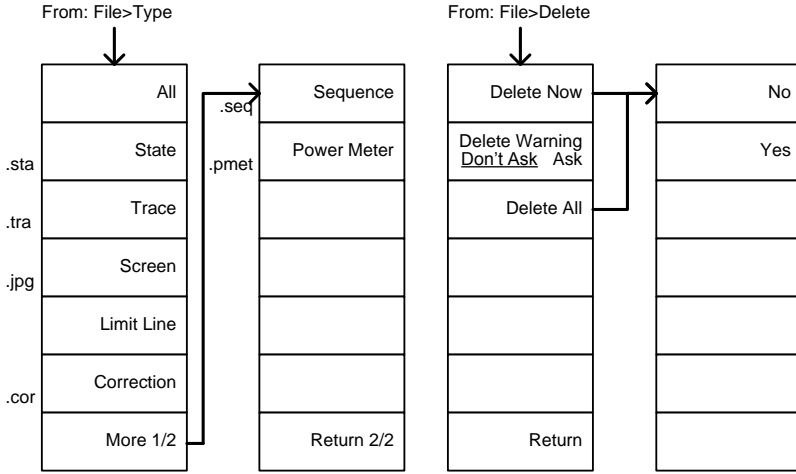 From: File>Type
From: File>Delete
All
.sta
State
.tra
Trace
.jpg
Screen
Limit Line
.cor
Correction
More 1/2
.seq
Sequence
.pmet
Power Meter
Return 2/2
Delete Now
Delete Warning
Don't Ask Ask
Delete All
Return
No
Yes